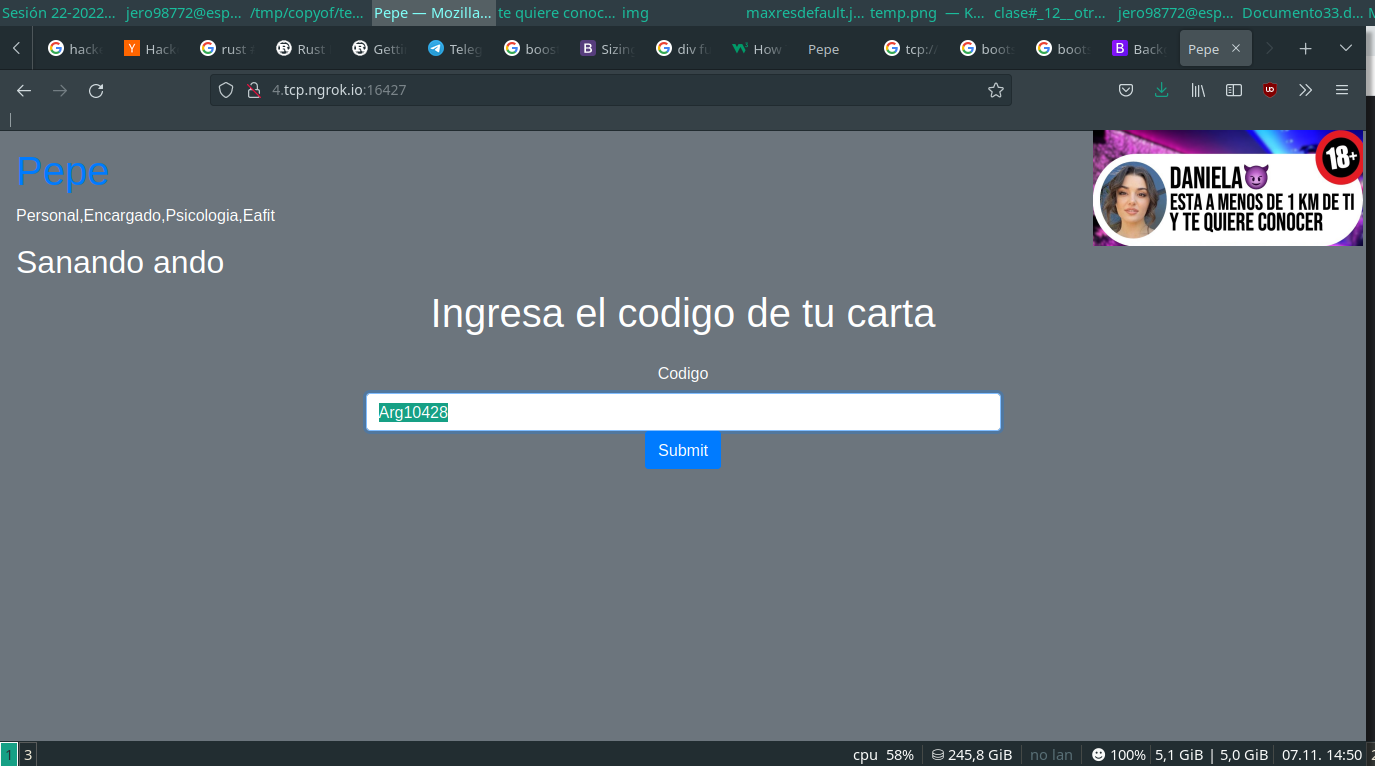 Sesión 22-2022... jero98772@esp... /tmp/copyof/te... Pepe — Mozilla... te quiere conoc... img maxresdefault.j... temp.png — K... clase#_12__otr... jero98772@esp... Documento33.d...
hack Hack rust Rust Getti Teleg boos Sizing div fu How Pepe tcp:// boots boots Back Pepe
4.tcp.ngrok.io:16427
Pepe
Personal,Encargado,Psicologia,Eafit
Sanando ando
18+
DANIELA
ESTA A MENOS DE 1 KM DE TI
Y TE QUIERE CONOCER
Ingresa el codigo de tu carta
Codigo
Arg10428
Submit
1 3 cpu 58% 245,8 GiB no lan 100% 5,1 GiB | 5,0 GiB 07.11. 14:50